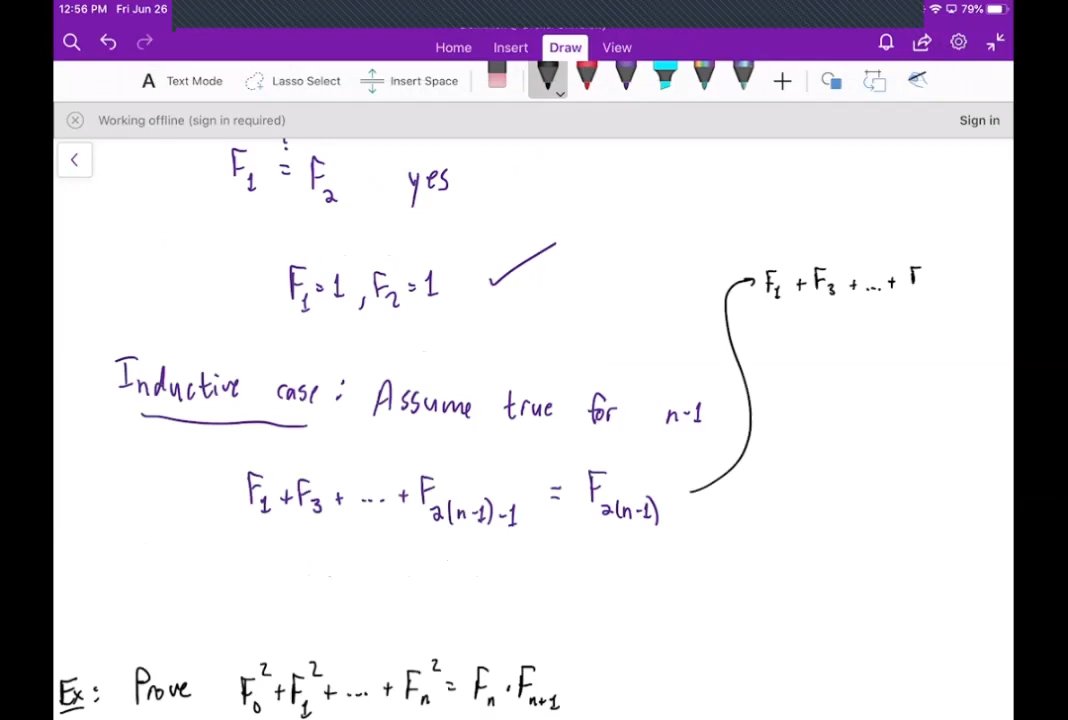 12:56 PM Fri Jun 26 79%
Home Insert Draw View
Text Mode Lasso Select Insert Space
Working offline (sign in required) Sign in
F₁ ≟ F₂ yes
F₁ = 1, F₂ = 1 ✓
F₁ + F₃ + ... + F
Inductive case: Assume true for n-1
F₁ + F₃ + .... + F₂₍ₙ₋₁₎₋₁ = F₂₍ₙ₋₁₎
Ex: Prove F₀² + F₁² + ... + Fₙ² = Fₙ · Fₙ₊₁